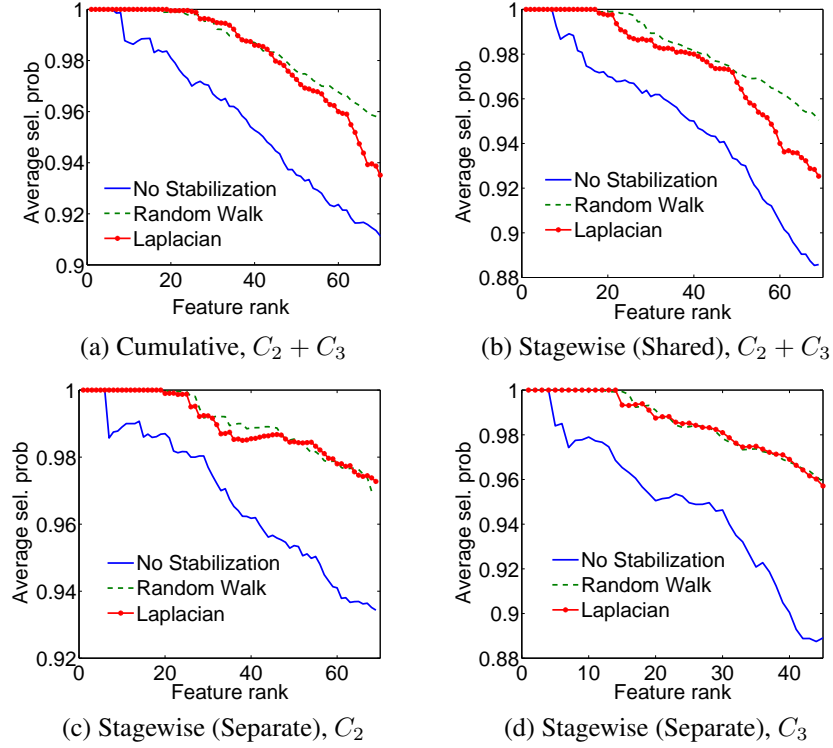 1
0.98
0.96
0.94
0.92
0.9
Average sel. prob
No Stabilization
Random Walk
Laplacian
0 20 40 60
Feature rank
(a) Cumulative, C₂ + C₃
1
0.98
0.96
0.94
0.92
0.9
0.88
Average sel. prob
No Stabilization
Random Walk
Laplacian
0 20 40 60
Feature rank
(b) Stagewise (Shared), C₂ + C₃
1
0.98
0.96
0.94
0.92
Average sel. prob
No Stabilization
Random Walk
Laplacian
0 20 40 60
Feature rank
(c) Stagewise (Separate), C₂
1
0.98
0.96
0.94
0.92
0.9
0.88
Average sel. prob
No Stabilization
Random Walk
Laplacian
0 10 20 30 40
Feature rank
(d) Stagewise (Separate), C₃